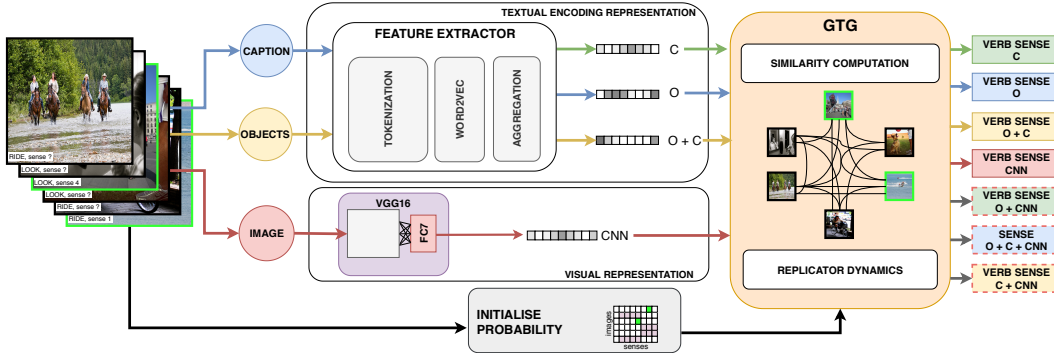 RIDE, sense ?
LOOK, sense ?
LOOK, sense 4
LOOK, sense ?
RIDE, sense ?
RIDE, sense 1
CAPTION
OBJECTS
IMAGE
TEXTUAL ENCODING REPRESENTATION
FEATURE EXTRACTOR
TOKENIZATION
WORD2VEC
AGGREGATION
C
O
O + C
VGG16
FC7
CNN
VISUAL REPRESENTATION
INITIALISE
PROBABILITY
images
senses
GTG
SIMILARITY COMPUTATION
REPLICATOR DYNAMICS
VERB SENSE
C
VERB SENSE
O
VERB SENSE
O + C
VERB SENSE
CNN
VERB SENSE
O + CNN
SENSE
O + C + CNN
VERB SENSE
C + CNN